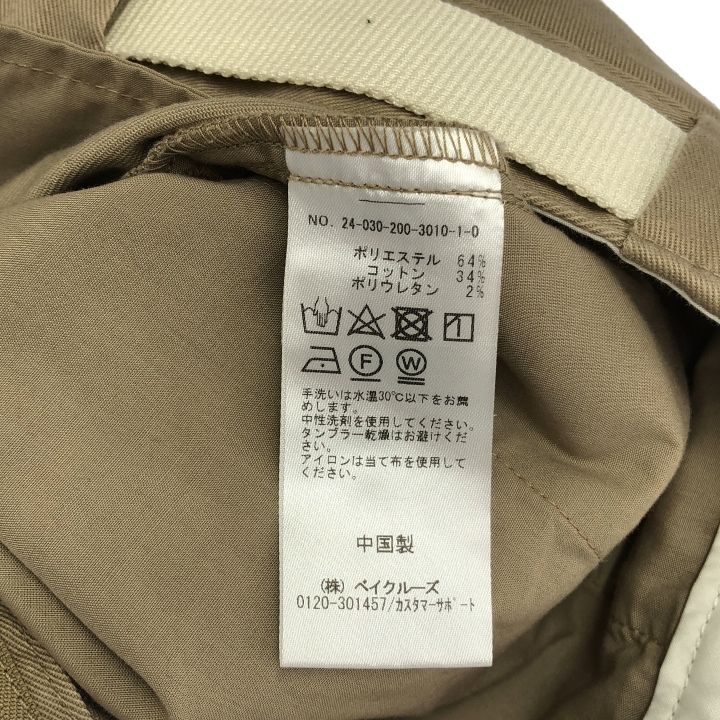 NO. 24-030-200-3010-1-0
ポリエステル 64%
コットン 34%
ポリウレタン 2%
F W
手洗いは水温30℃以下をお薦
めします。
中性洗剤を使用してください。
タンブラー乾燥はお避けくだ
さい。
アイロンは当て布を使用して
ください。
中国製
(株) ベイクルーズ
0120-301457/カスタマーサポート